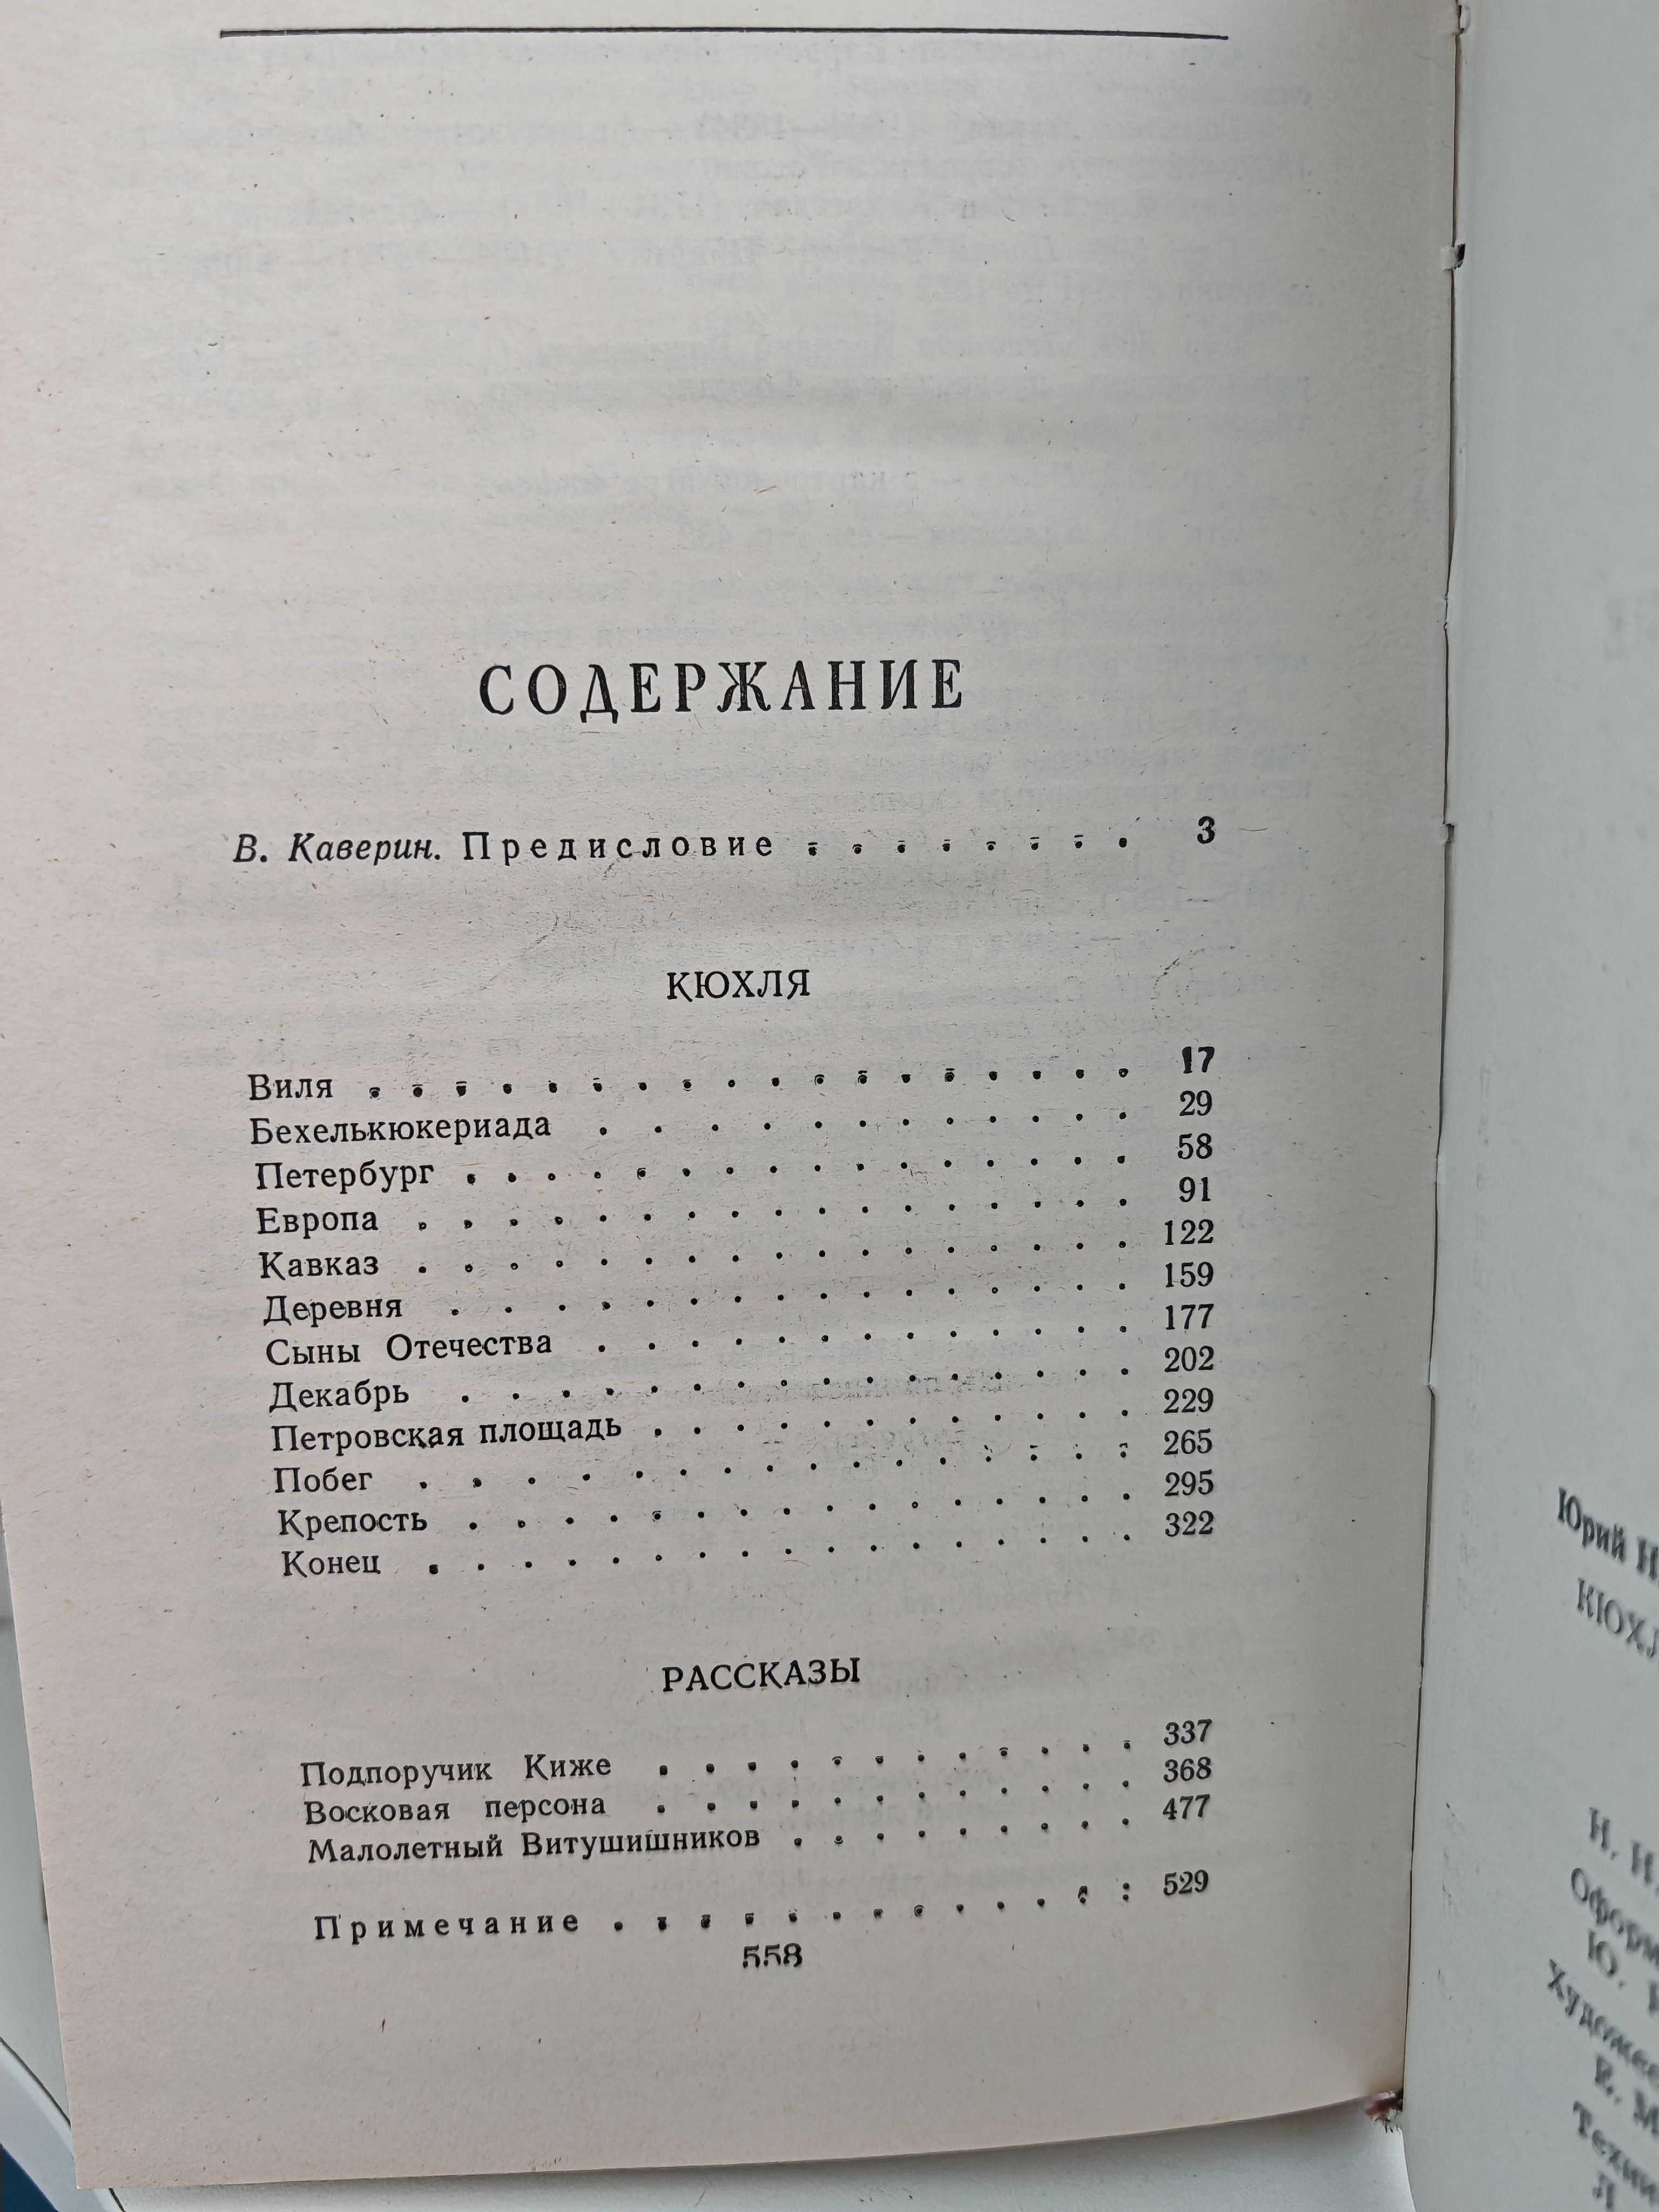 СОДЕРЖАНИЕ
В. Каверин. Предисловие . . . . . . . . 3
КЮХЛЯ
Виля . . . . . . . . . . . . . . . . . . 17
Бехелькюкериада . . . . . . . . . . . 29
Петербург . . . . . . . . . . . . . . . . 58
Европа . . . . . . . . . . . . . . . . . 91
Кавказ . . . . . . . . . . . . . . . . . 122
Деревня . . . . . . . . . . . . . . . 159
Сыны Отечества . . . . . . . . . . . . 177
Декабрь . . . . . . . . . . . . . . . 202
Петровская площадь . . . . . . . . . . . 229
Побег . . . . . . . . . . . . . . . . 265
Крепость . . . . . . . . . . . . . . . 295
Конец . . . . . . . . . . . . . . . . 322
РАССКАЗЫ
Подпоручик Киже . . . . . . . . . . . . 337
Восковая персона . . . . . . . . . . . . 368
Малолетный Витушишников . . . . . . . . . 477
Примечание . . . . . . . . . . . . . 529
558
Юрий
Н.
Ю.